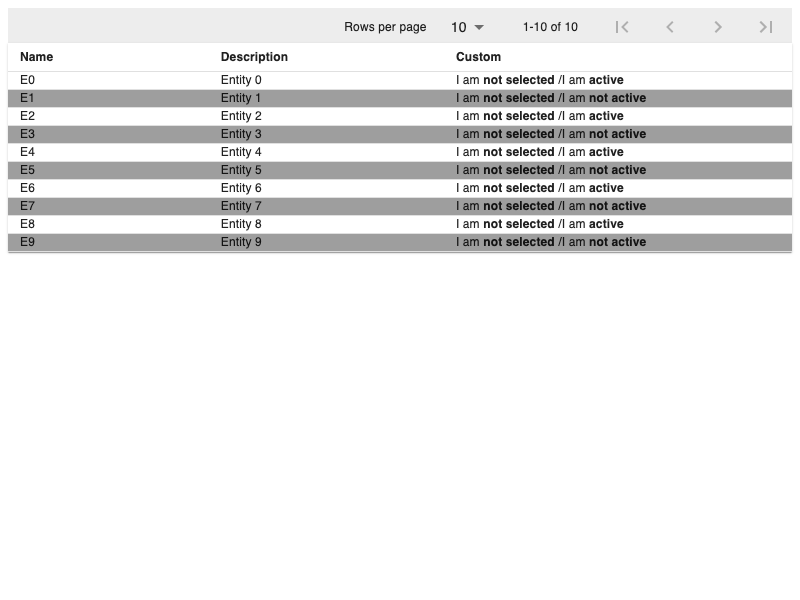 Rows per page 10 1-10 of 10
Name Description Custom
E0 Entity 0 I am not selected /I am active
E1 Entity 1 I am not selected /I am not active
E2 Entity 2 I am not selected /I am active
E3 Entity 3 I am not selected /I am not active
E4 Entity 4 I am not selected /I am active
E5 Entity 5 I am not selected /I am not active
E6 Entity 6 I am not selected /I am active
E7 Entity 7 I am not selected /I am not active
E8 Entity 8 I am not selected /I am active
E9 Entity 9 I am not selected /I am not active